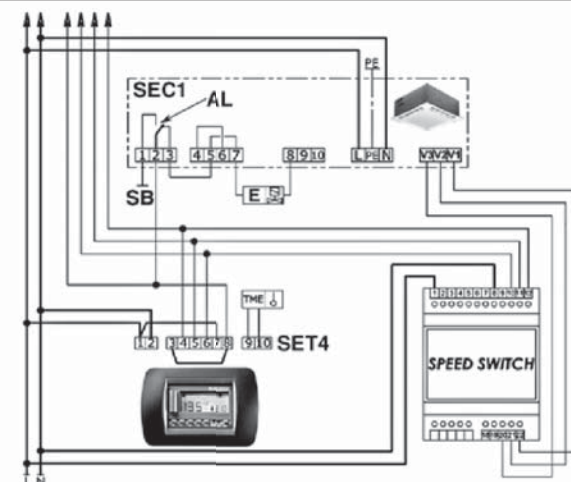 PE
SEC1
AL
1 2 3 4 5 6 7 8 9 10 L PE N V3 V2 V1
E
SB
TME
1 2 3 4 5 6 7 8 9 10 SET4
SPEED SWITCH
L N